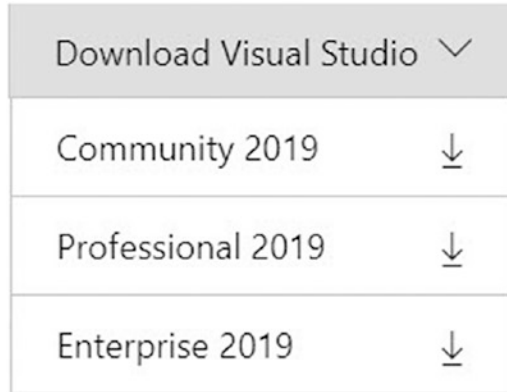 Download Visual Studio
Community 2019
Professional 2019
Enterprise 2019